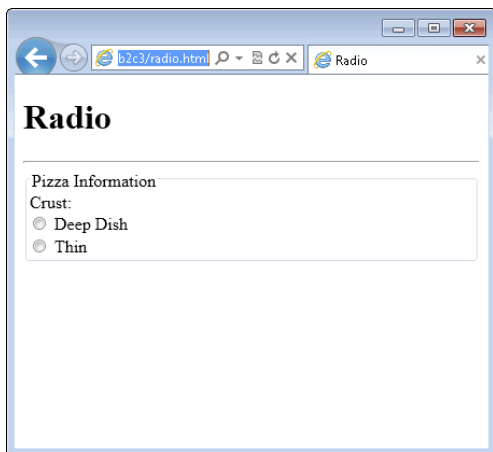 b2c3/radio.html
Radio
Radio
Pizza Information
Crust:
Deep Dish
Thin